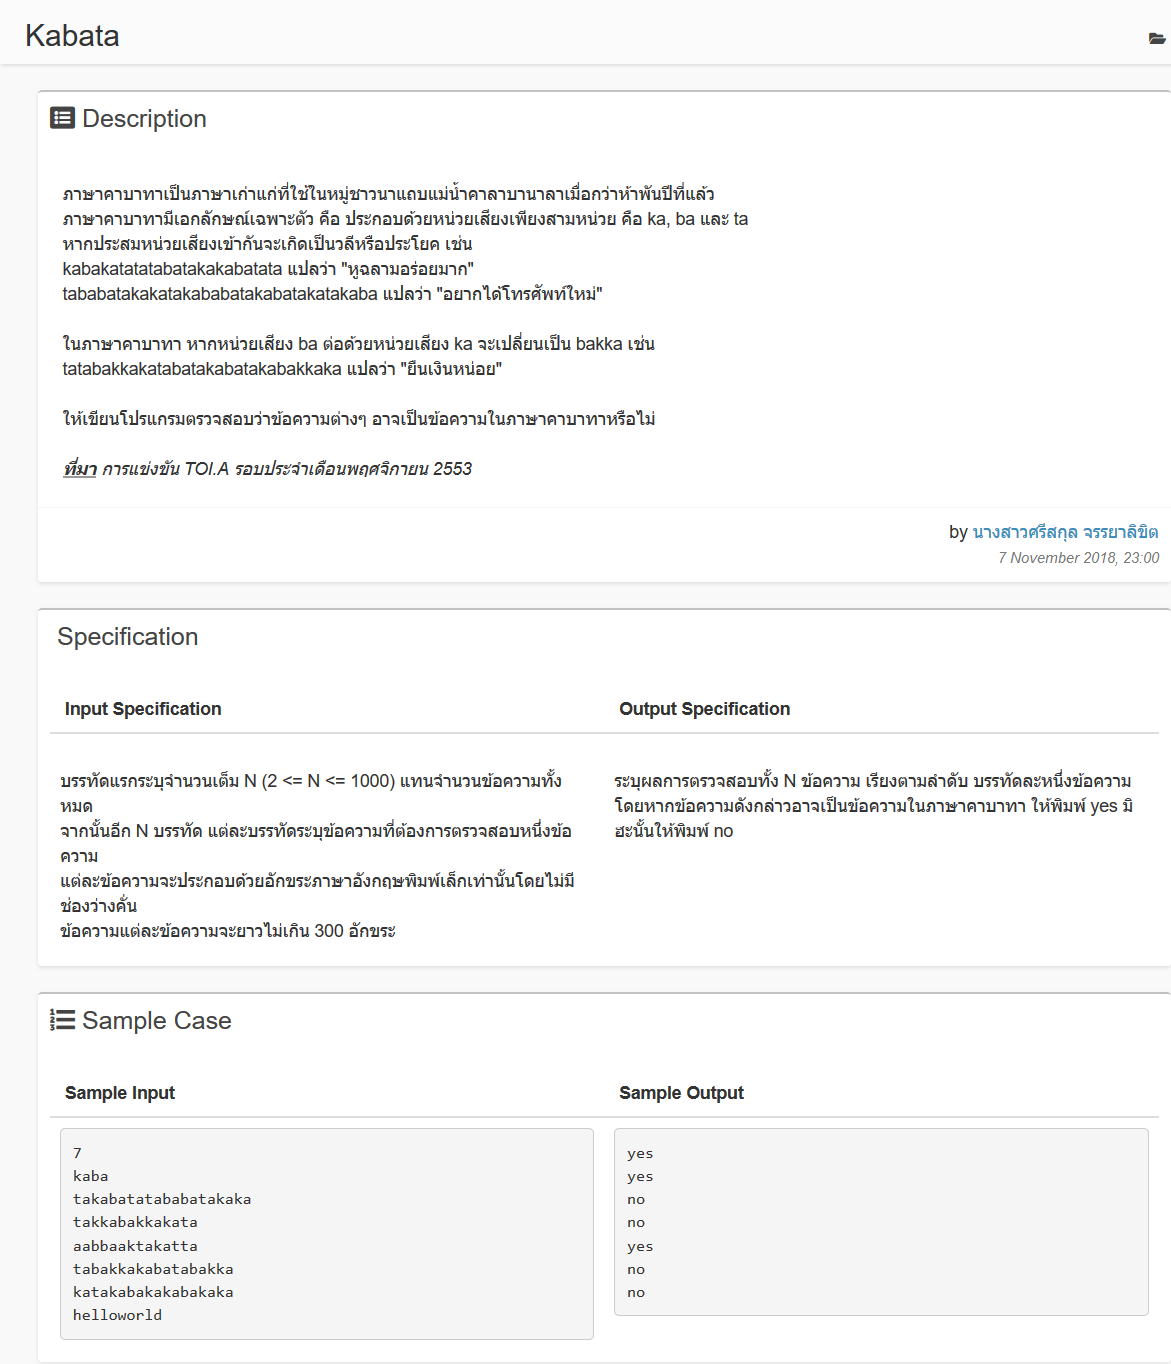 Kabata
Description
ภาษาคาบาทาเป็นภาษาเก่าแก่ที่ใช้ในหมู่ชาวนาแถบแม่น้ำคาลาบานาลาเมื่อกว่าห้าพันปีที่แล้ว
ภาษาคาบาทามีเอกลักษณ์เฉพาะตัว คือ ประกอบด้วยหน่วยเสียงเพียงสามหน่วย คือ ka, ba และ ta
หากประสมหน่วยเสียงเข้ากันจะเกิดเป็นวลีหรือประโยค เช่น
kabakatatatabatakakabatata แปลว่า "หูฉลามอร่อยมาก"
tababatakakatakababatakabatakatakaba แปลว่า "อยากได้โทรศัพท์ใหม่"
ในภาษาคาบาทา หากหน่วยเสียง ba ต่อด้วยหน่วยเสียง ka จะเปลี่ยนเป็น bakka เช่น
tatabakkakatabatakabatakabakkaka แปลว่า "ยืนเงินหน่อย"
ให้เขียนโปรแกรมตรวจสอบว่าข้อความต่างๆ อาจเป็นข้อความในภาษาคาบาทาหรือไม่
ที่มา การแข่งขัน TOI.A รอบประจำเดือนพฤศจิกายน 2553
by นางสาวศรีสกุล จรรยาลิขิต
7 November 2018, 23:00
Specification
Input Specification
บรรทัดแรกระบุจำนวนเต็ม N (2 <= N <= 1000) แทนจำนวนข้อความทั้ง
หมด
จากนั้นอีก N บรรทัด แต่ละบรรทัดระบุข้อความที่ต้องการตรวจสอบหนึ่งข้อ
ความ
แต่ละข้อความจะประกอบด้วยอักขระภาษาอังกฤษพิมพ์เล็กเท่านั้นโดยไม่มี
ช่องว่างคั่น
ข้อความแต่ละข้อความจะยาวไม่เกิน 300 อักขระ
Output Specification
ระบุผลการตรวจสอบทั้ง N ข้อความ เรียงตามลำดับ บรรทัดละหนึ่งข้อความ
โดยหากข้อความดังกล่าวอาจเป็นข้อความในภาษาคาบาทา ให้พิมพ์ yes มิ
ฮะนั้นให้พิมพ์ no
Sample Case
Sample Input
7
kaba
takabatatababatakaka
takkabakkakata
aabbaaktakatta
tabakkakabatabakka
katakabakakabakaka
helloworld
Sample Output
yes
yes
no
no
yes
no
no